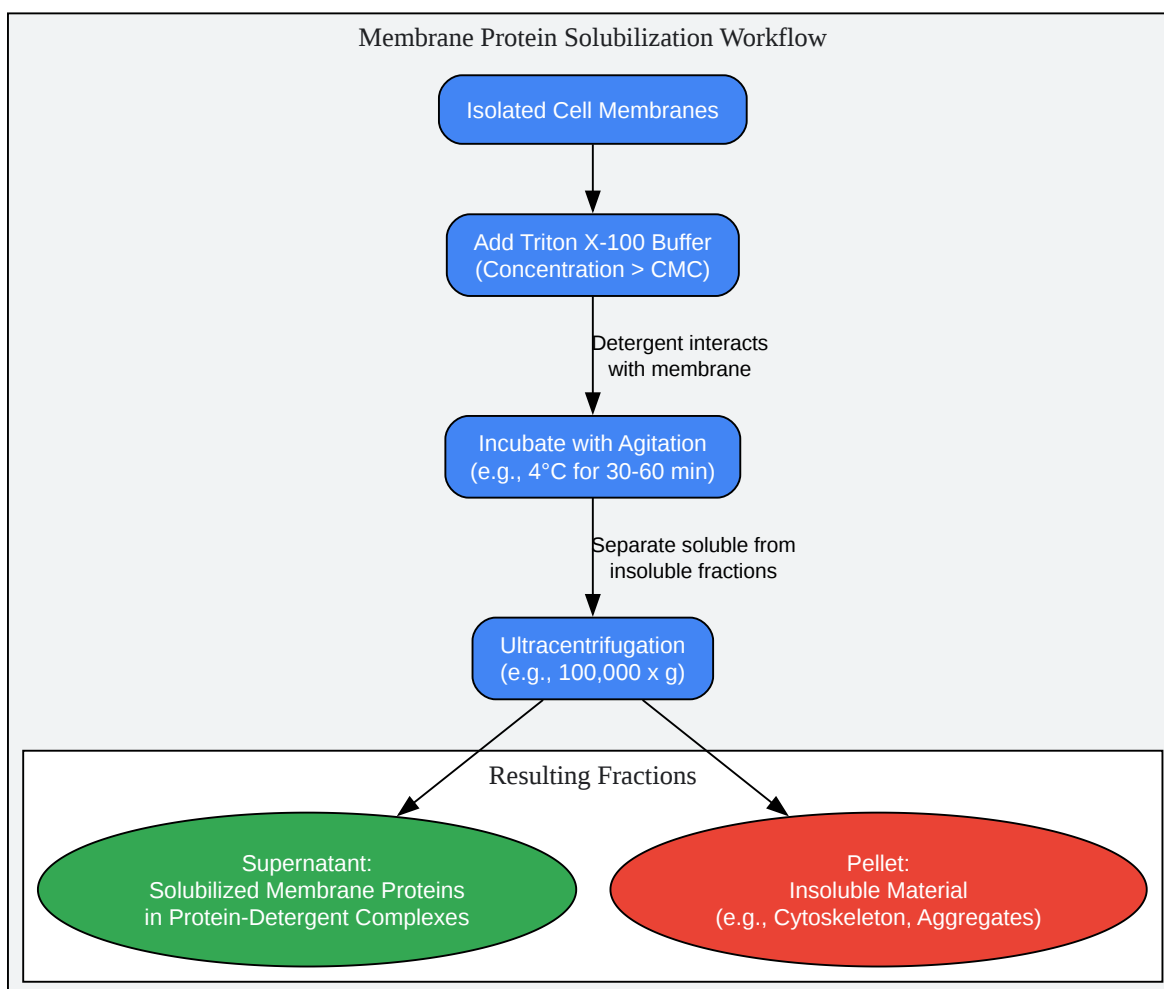 Membrane Protein Solubilization Workflow
Isolated Cell Membranes
Add Triton X-100 Buffer
(Concentration > CMC)
Detergent interacts
with membrane
Incubate with Agitation
(e.g., 4°C for 30-60 min)
Separate soluble from
insoluble fractions
Ultracentrifugation
(e.g., 100,000 x g)
Resulting Fractions
Supernatant:
Solubilized Membrane Proteins
in Protein-Detergent Complexes
Pellet:
Insoluble Material
(e.g., Cytoskeleton, Aggregates)